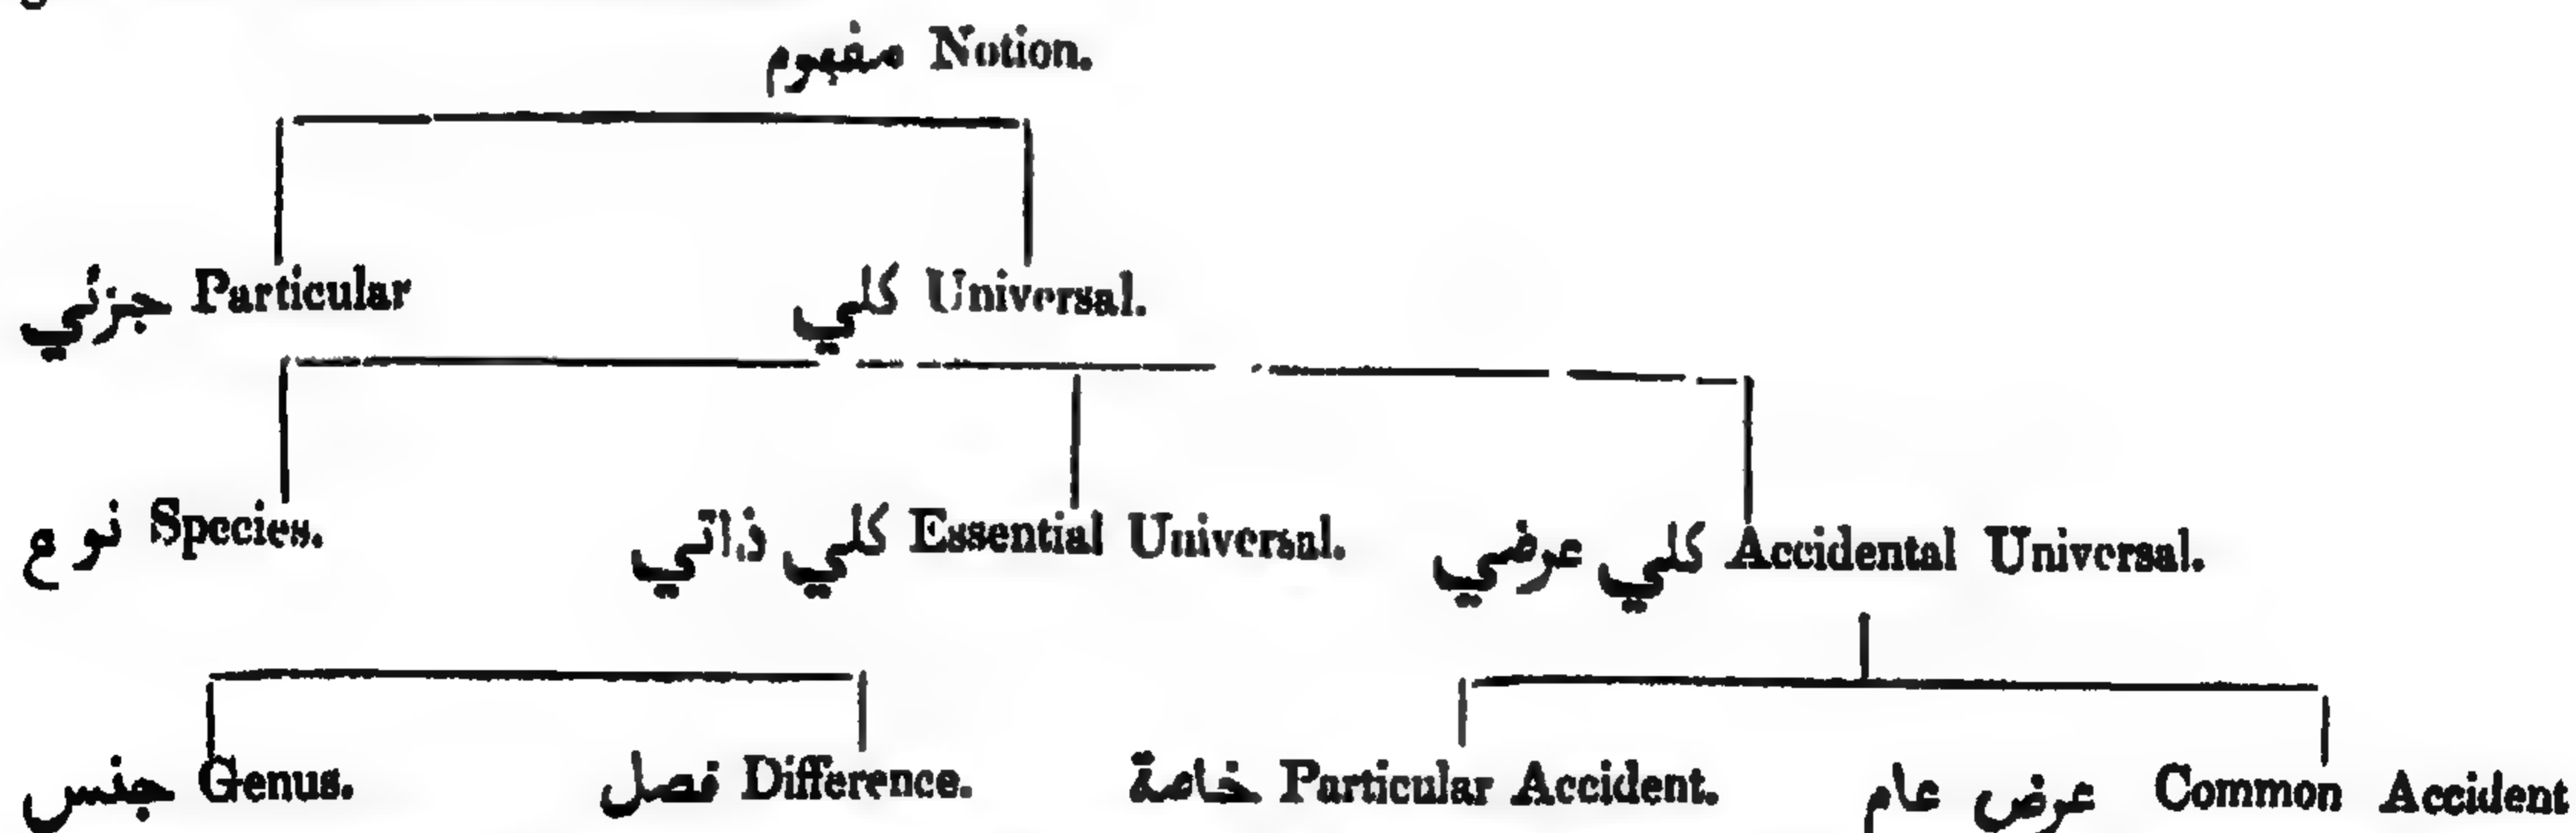 مفهوم Notion.
جزئي Particular
كلي Universal.
نوع Species.
كلي ذاتي Essential Universal.
كلي عرضي Accidental Universal.
جنس Genus.
فصل Difference.
خاصة Particular Accident.
عرض عام Common Accident